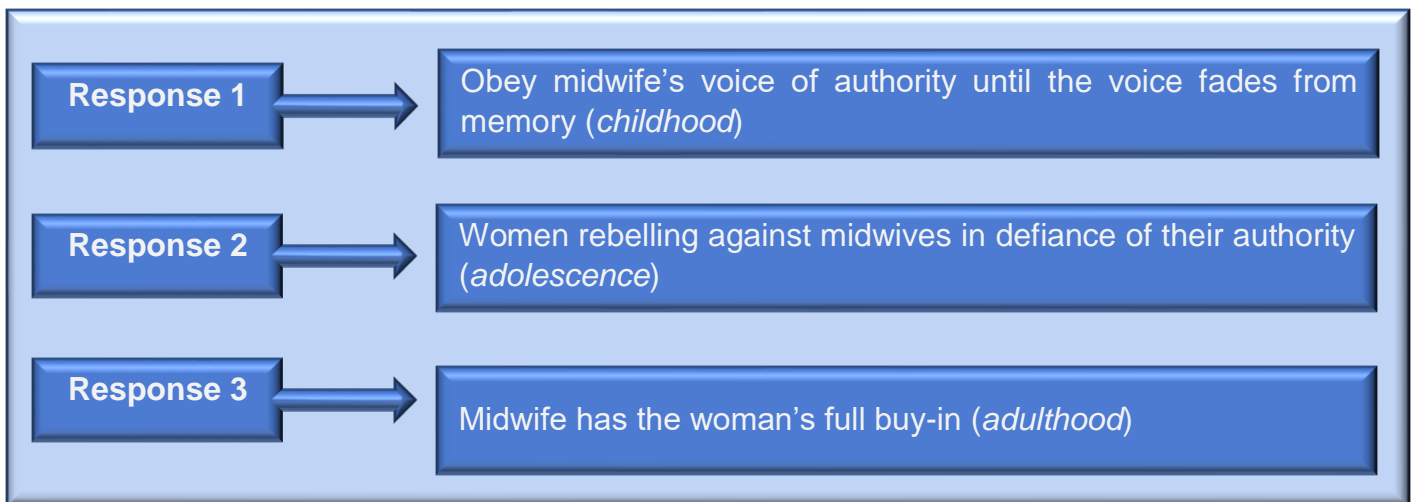 Response 1
Obey midwife’s voice of authority until the voice fades from
memory (childhood)
Response 2
Women rebelling against midwives in defiance of their authority
(adolescence)
Response 3
Midwife has the woman’s full buy-in (adulthood)